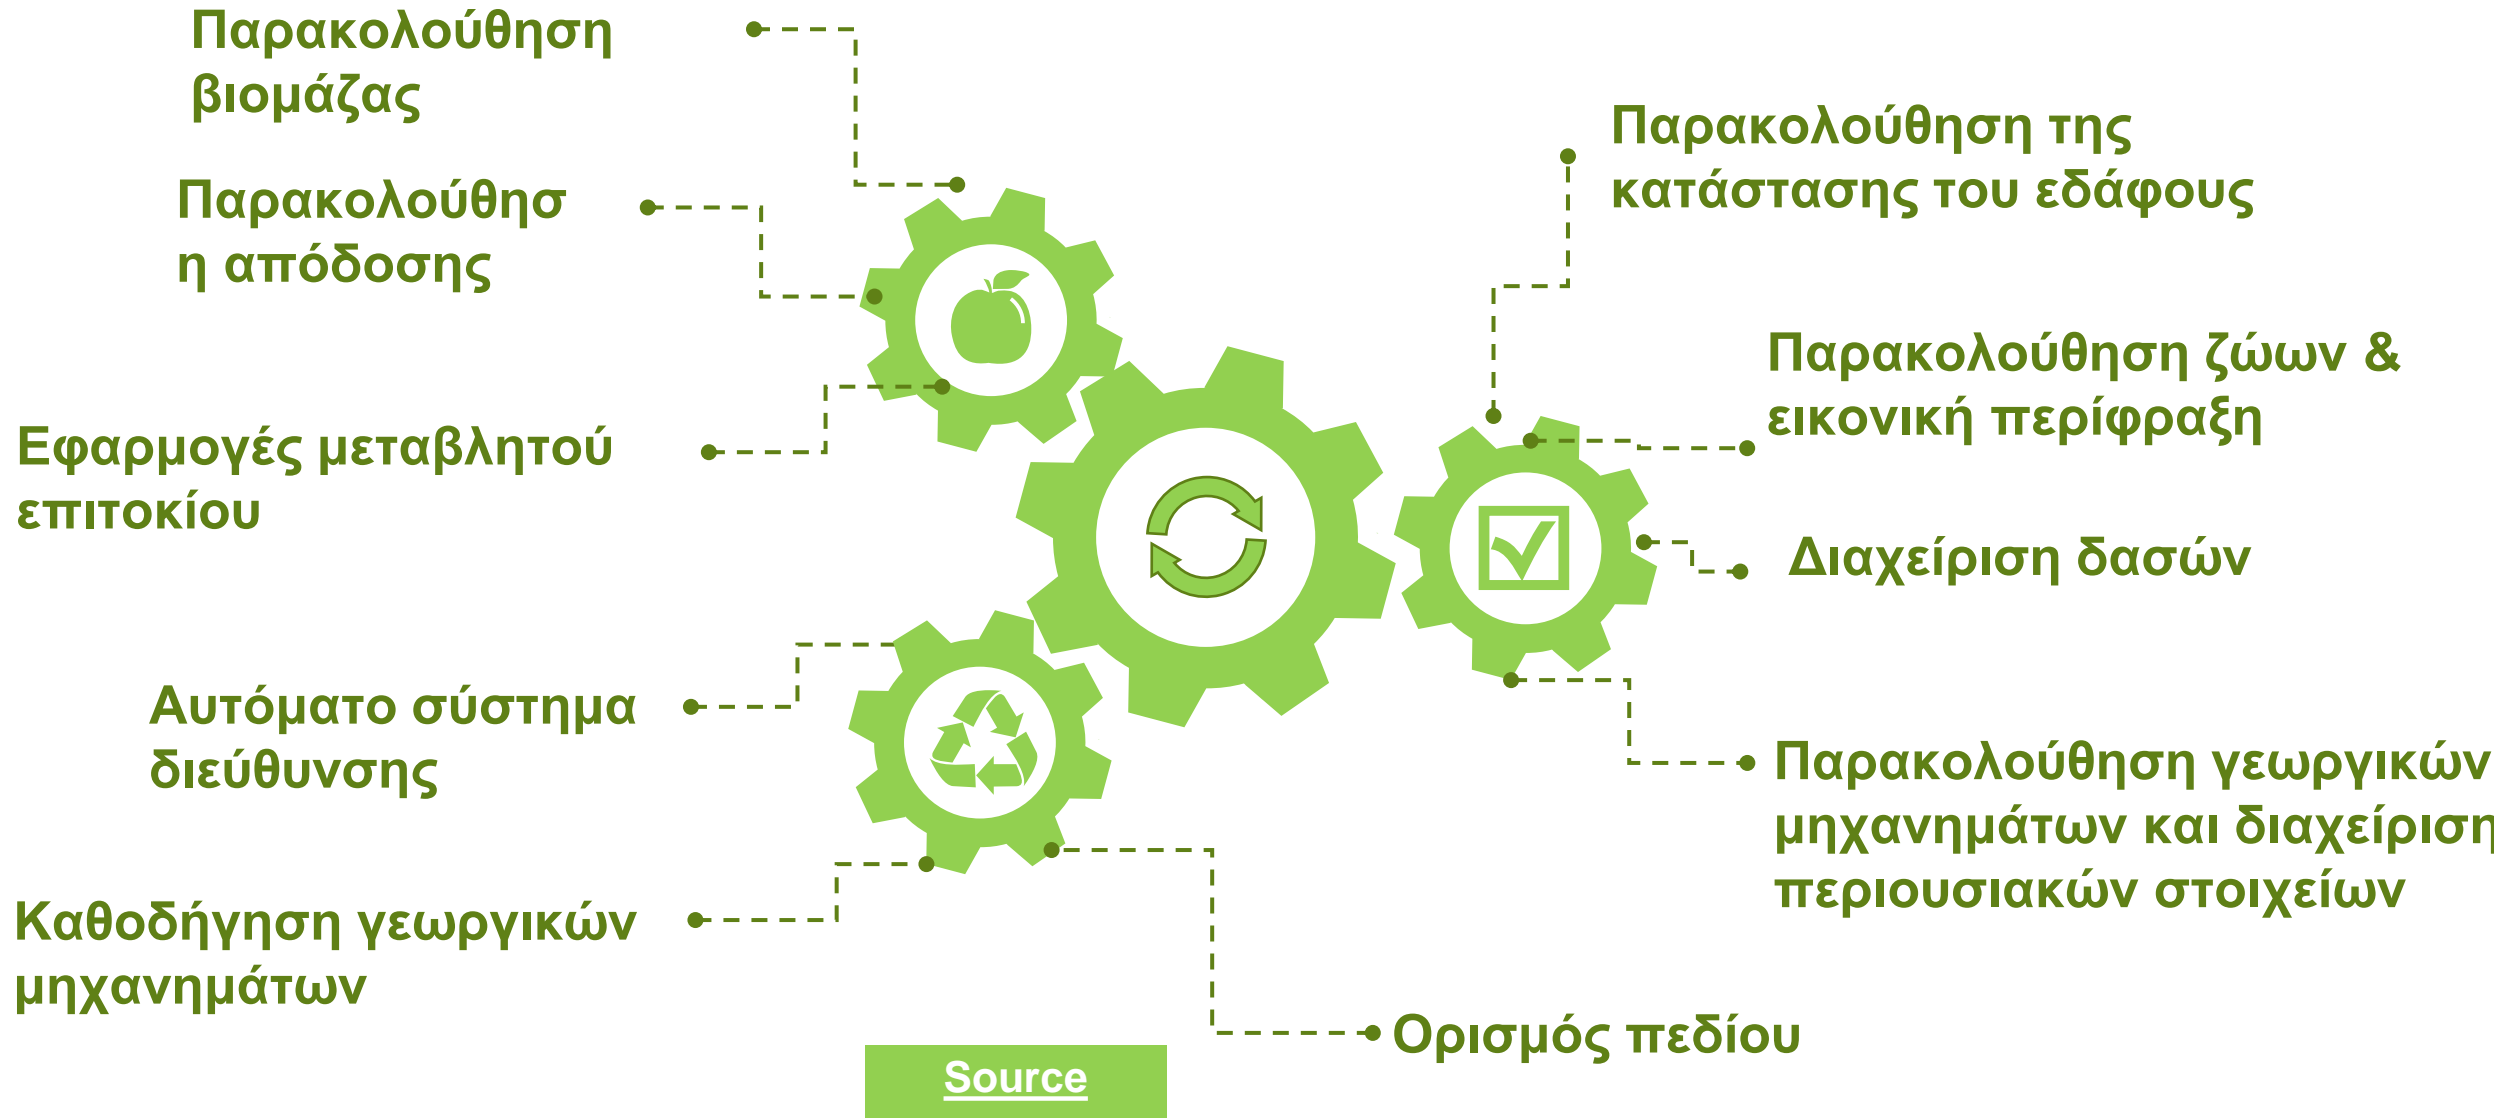 Παρακολούθηση
βιομάζας
Παρακολούθησ
η απόδοσης
Εφαρμογές μεταβλητού
επιτοκίου
Αυτόματο σύστημα
διεύθυνσης
Καθοδήγηση γεωργικών
μηχανημάτων
Παρακολούθηση της
κατάστασης του εδάφους
Παρακολούθηση ζώων &
εικονική περίφραξη
Διαχείριση δασών
Παρακολούθηση γεωργικών
μηχανημάτων και διαχείριση
περιουσιακών στοιχείων
Ορισμός πεδίου
Source